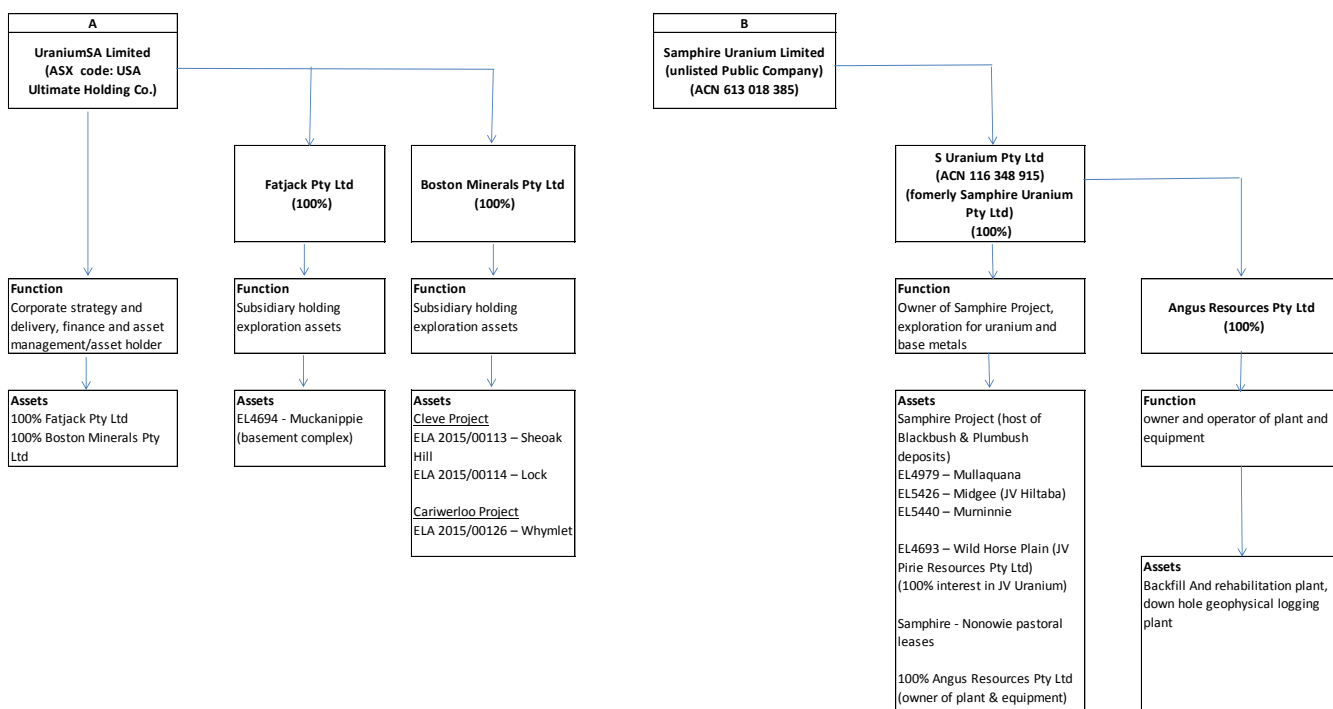 A
UraniumSA Limited
(ASX code: USA
Ultimate Holding Co.)
Fatjack Pty Ltd
(100%)
Boston Minerals Pty Ltd
(100%)
Function
Corporate strategy and
delivery, finance and asset
management/asset holder
Function
Subsidiary holding
exploration assets
Function
Subsidiary holding
exploration assets
Assets
100% Fatjack Pty Ltd
100% Boston Minerals Pty
Ltd
Assets
EL4694 - Muckanippie
(basement complex)
Assets
Cleve Project
ELA 2015/00113 – Sheoak
Hill
ELA 2015/00114 – Lock
Cariwerloo Project
ELA 2015/00126 – Whymlet
B
Samphire Uranium Limited
(unlisted Public Company)
(ACN 613 018 385)
S Uranium Pty Ltd
(ACN 116 348 915)
(fomerly Samphire Uranium
Pty Ltd)
(100%)
Function
Owner of Samphire Project,
exploration for uranium and
base metals
Angus Resources Pty Ltd
(100%)
Assets
Samphire Project (host of
Blackbush & Plumbush
deposits)
EL4979 – Mullaquana
EL5426 – Midgee (JV Hiltaba)
EL5440 – Murninnie
EL4693 – Wild Horse Plain (JV
Pirie Resources Pty Ltd)
(100% interest in JV Uranium)
Samphire - Nonowie pastoral
leases
100% Angus Resources Pty Ltd
(owner of plant & equipment)
Function
owner and operator of plant and
equipment
Assets
Backfill And rehabilitation plant,
down hole geophysical logging
plant